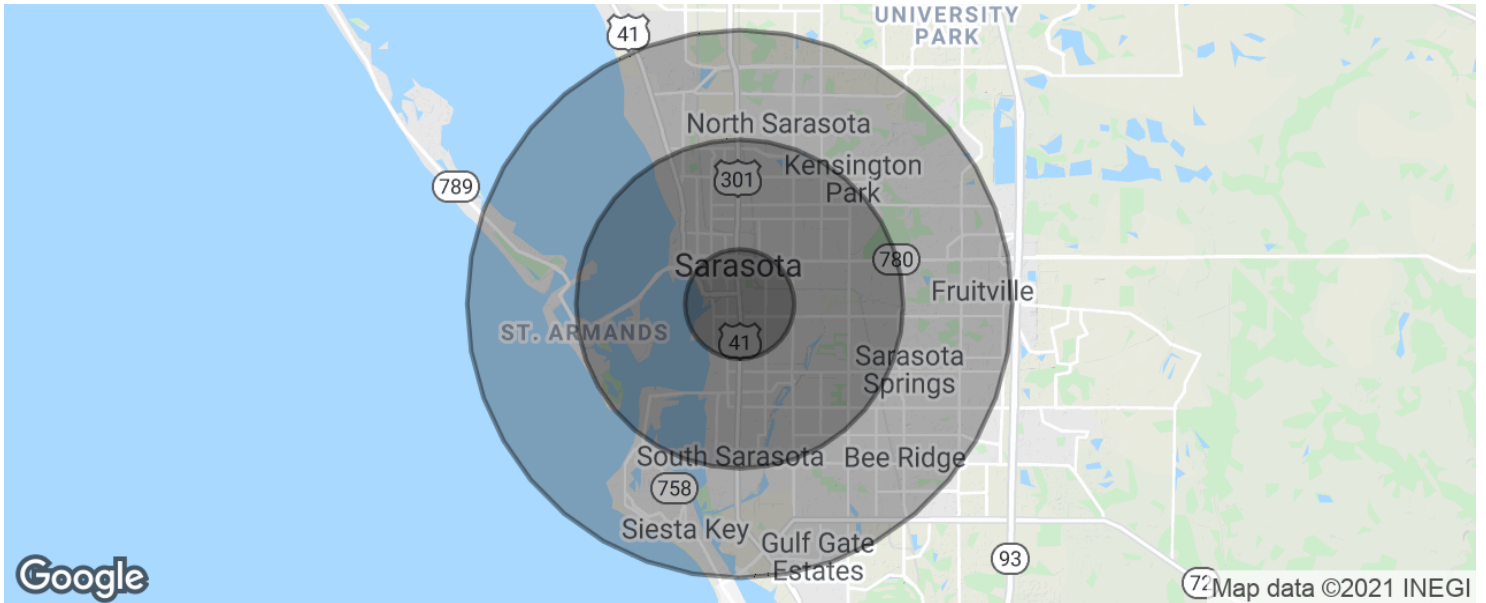 UNIVERSITY
PARK
41
North Sarasota
Kensington
Park
301
789
Sarasota
780
Fruitville
ST. ARMANDS
41
Sarasota
Springs
South Sarasota
Bee Ridge
758
Siesta Key
Gulf Gate
Estates
93
72
Google
Map data ©2021 INEGI